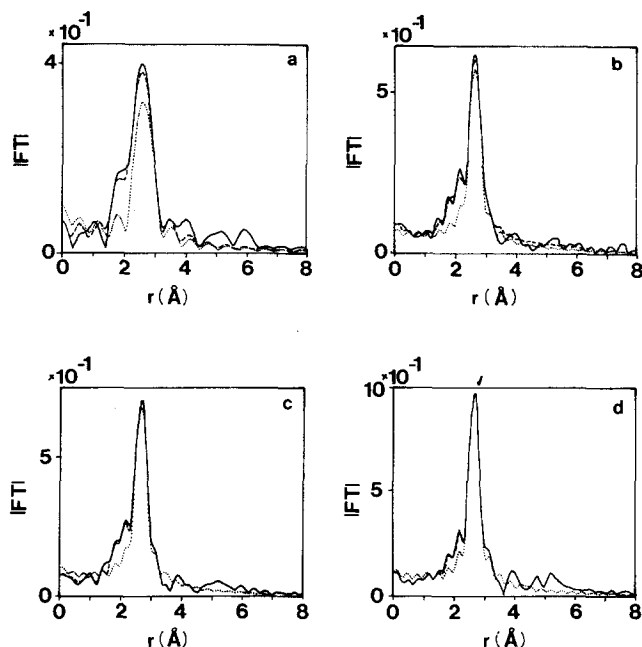 ×10⁻¹ ×10⁻¹
a b
4
5
|FT| |FT|
0 0
0 2 4 6 8 0 2 4 6 8
r (Å) r (Å)
×10⁻¹ 10×10⁻¹
c d
5 5
|FT| |FT|
0 0
0 2 4 6 8 0 2 4 6 8
r (Å) r (Å)